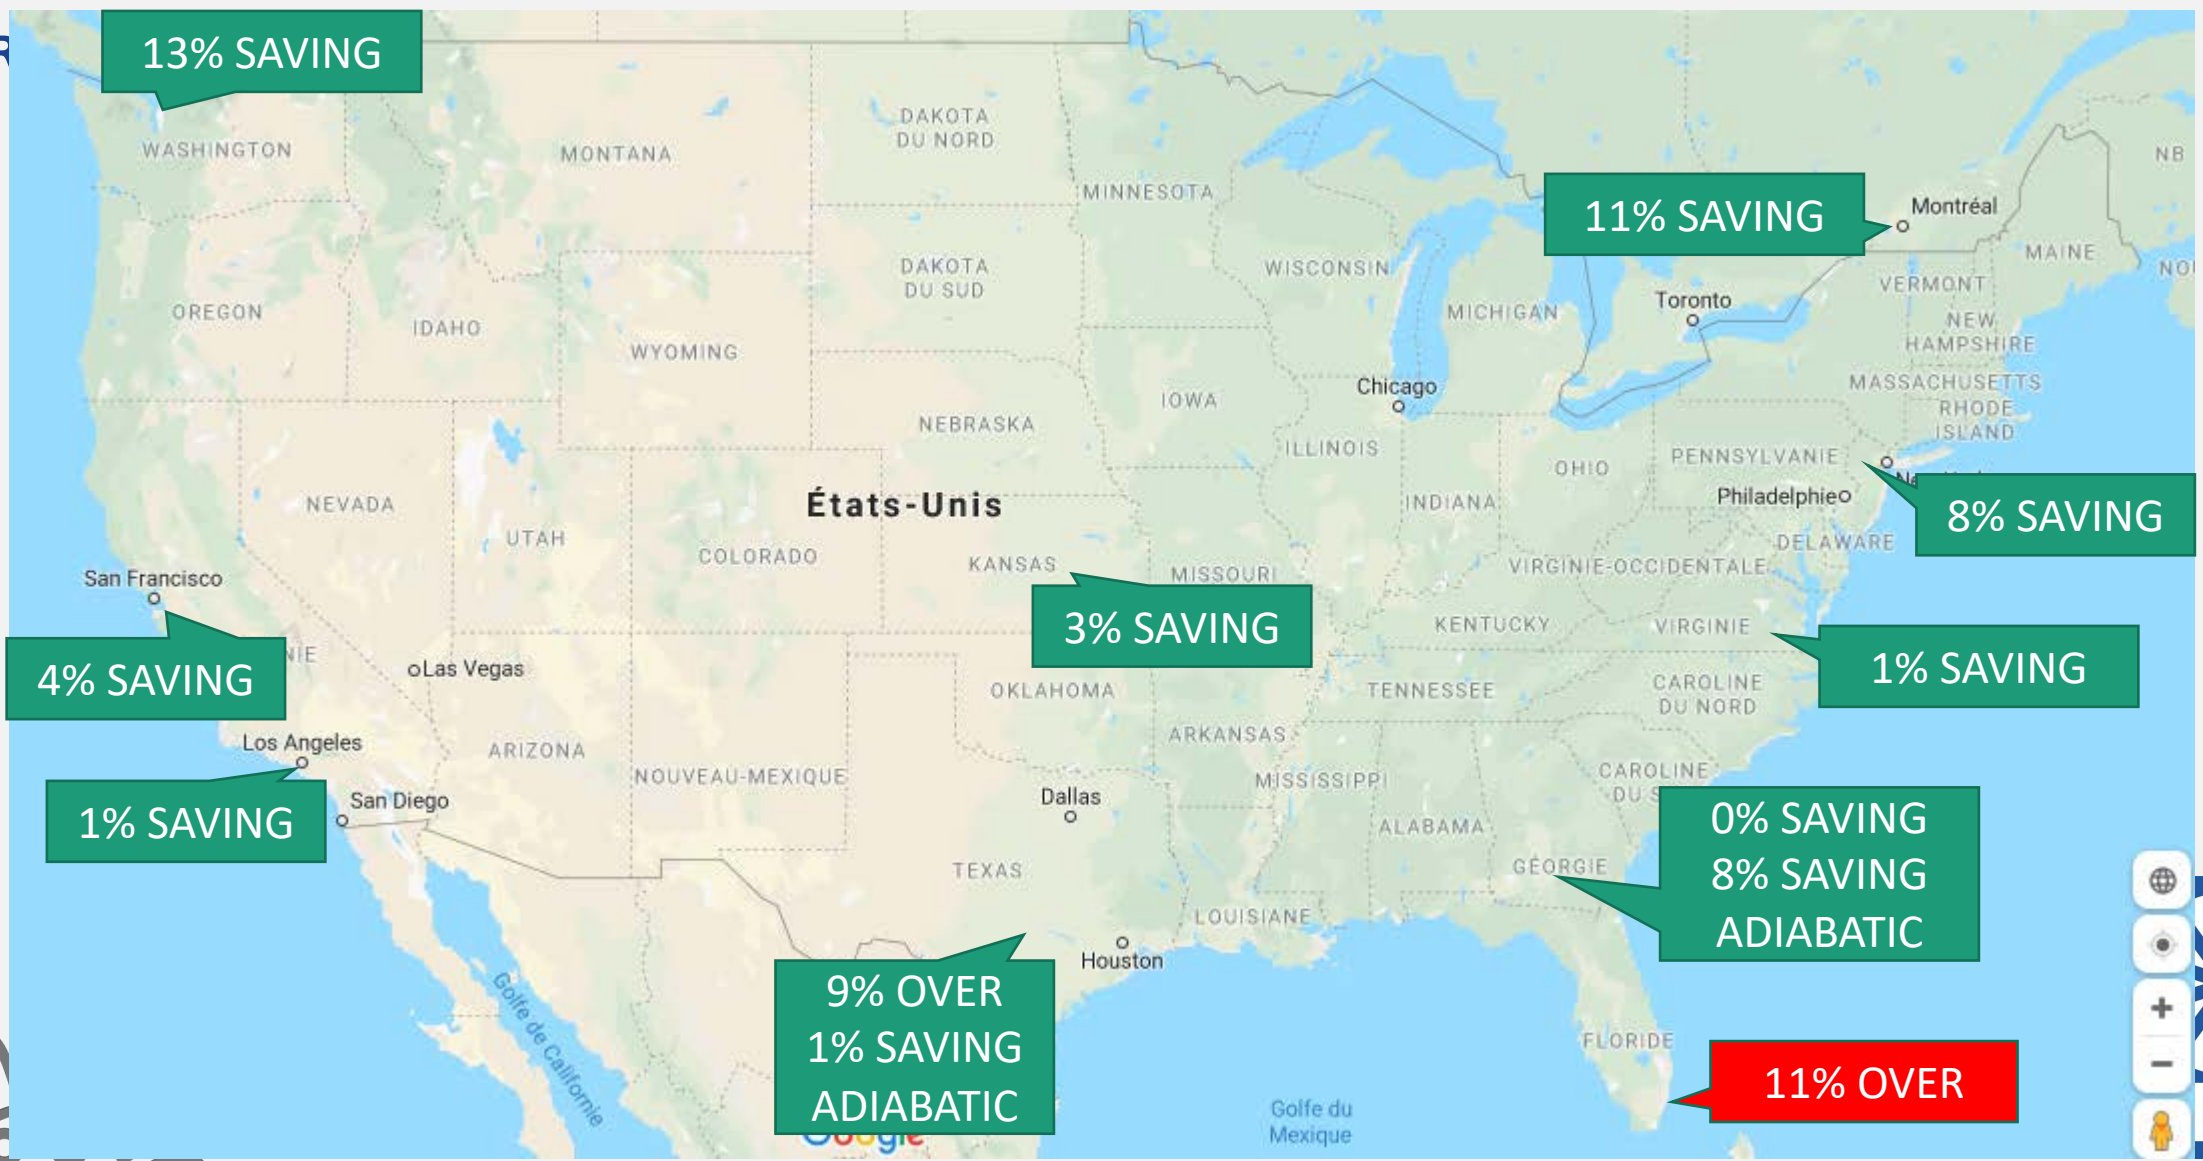 13% SAVING
WASHINGTON
MONTANA
DAKOTA
DU NORD
MINNESOTA
NB
11% SAVING
Montréal
MAINE
DAKOTA
DU SUD
WISCONSIN
VERMONT
OREGON
IDAHO
MICHIGAN
Toronto
NEW
HAMPSHIRE
WYOMING
Chicago
MASSACHUSETTS
RHODE
ISLAND
IOWA
NEBRASKA
ILLINOIS
OHIO
PENNSYLVANIE
NEVADA
États-Unis
INDIANA
Philadelphie
8% SAVING
UTAH
COLORADO
KANSAS
MISSOURI
VIRGINIE-OCCIDENTALE
DELAWARE
San Francisco
3% SAVING
KENTUCKY
VIRGINIE
4% SAVING
Las Vegas
1% SAVING
OKLAHOMA
TENNESSEE
CAROLINE
DU NORD
Los Angeles
ARIZONA
NOUVEAU-MEXIQUE
ARKANSAS
MISSISSIPPI
CAROLINE
DU S
1% SAVING
San Diego
Dallas
ALABAMA
0% SAVING
8% SAVING
ADIABATIC
TEXAS
GÉORGIE
LOUISIANE
Houston
9% OVER
1% SAVING
ADIABATIC
Golfe de Californie
FLORIDE
11% OVER
Golfe du
Mexique
Google